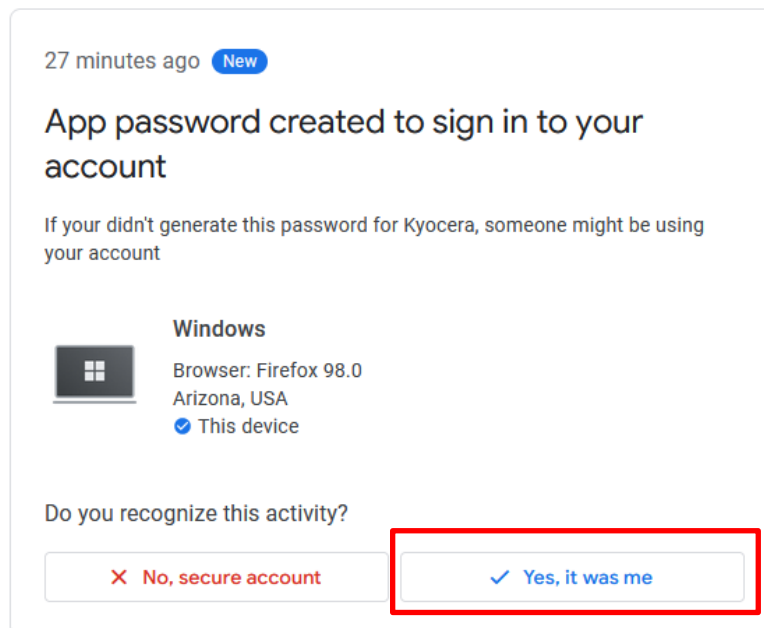 27 minutes ago New
App password created to sign in to your
account
If your didn't generate this password for Kyocera, someone might be using
your account
Windows
Browser: Firefox 98.0
Arizona, USA
This device
Do you recognize this activity?
No, secure account
Yes, it was me